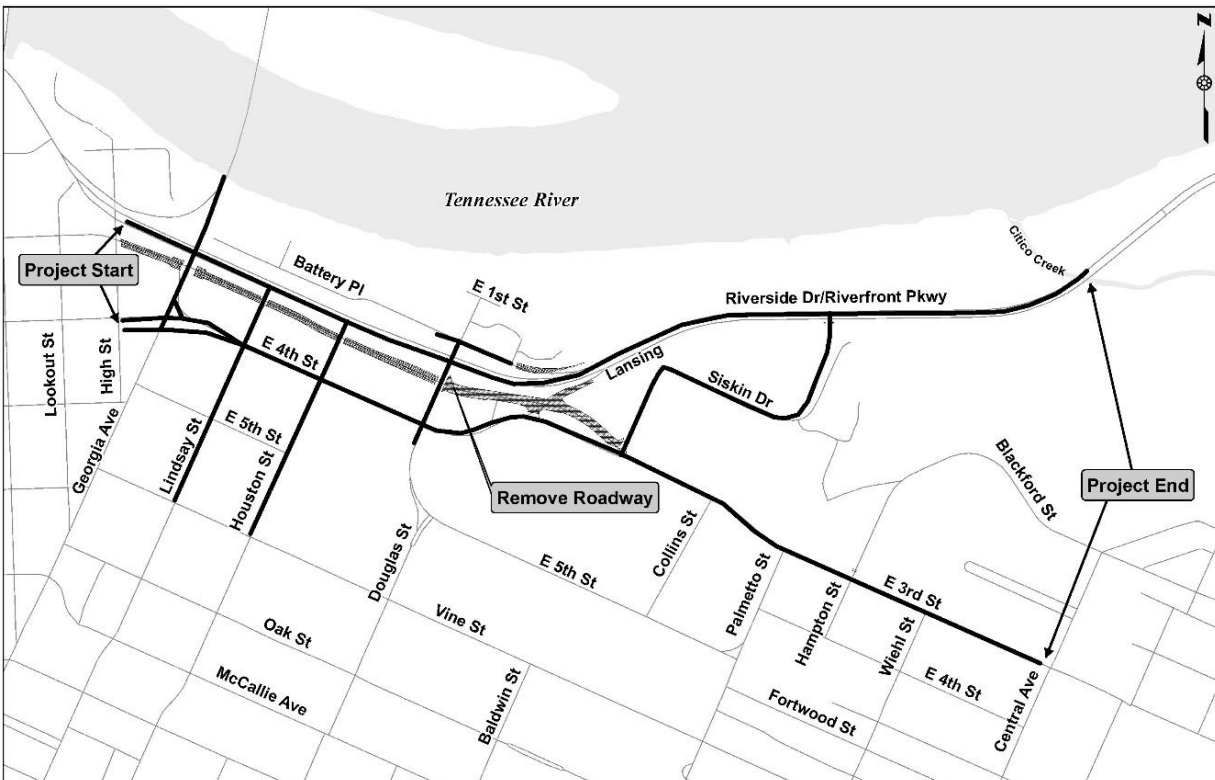 N
Tennessee River
Citico Creek
Project Start
Battery Pl
E 1st St
Riverside Dr/Riverfront Pkwy
Lansing
Lookout St
High St
E 4th St
Siskin Dr
Georgia Ave
Lindsay St
E 5th St
Houston St
Remove Roadway
Blackford St
Project End
Douglas St
E 5th St
Collins St
Palmetto St
Hampton St
E 3rd St
Wiehl St
Oak St
Vine St
McCallie Ave
Baldwin St
Fortwood St
E 4th St
Central Ave